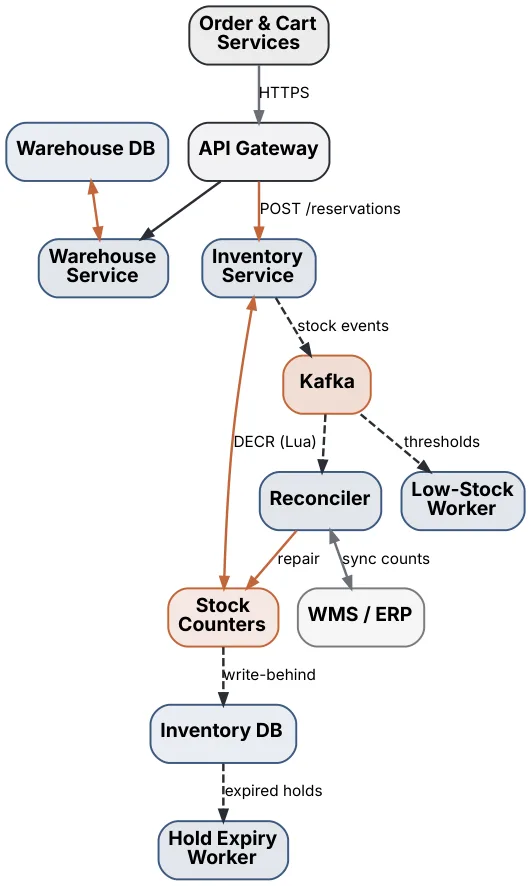 Order & Cart
Services
HTTPS
Warehouse DB
API Gateway
POST /reservations
Warehouse
Service
Inventory
Service
stock events
Kafka
DECR (Lua)
thresholds
Reconciler
Low-Stock
Worker
repair
sync counts
Stock
Counters
WMS / ERP
write-behind
Inventory DB
expired holds
Hold Expiry
Worker